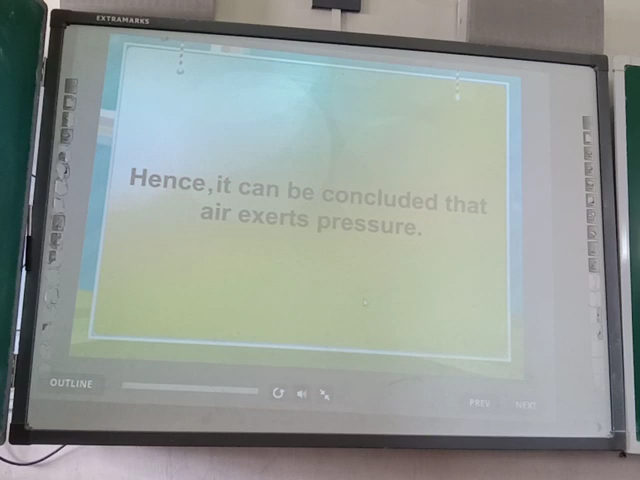 EXTRAMARKS
Hence, it can be concluded that
air exerts pressure.
OUTLINE
PREV NEXT